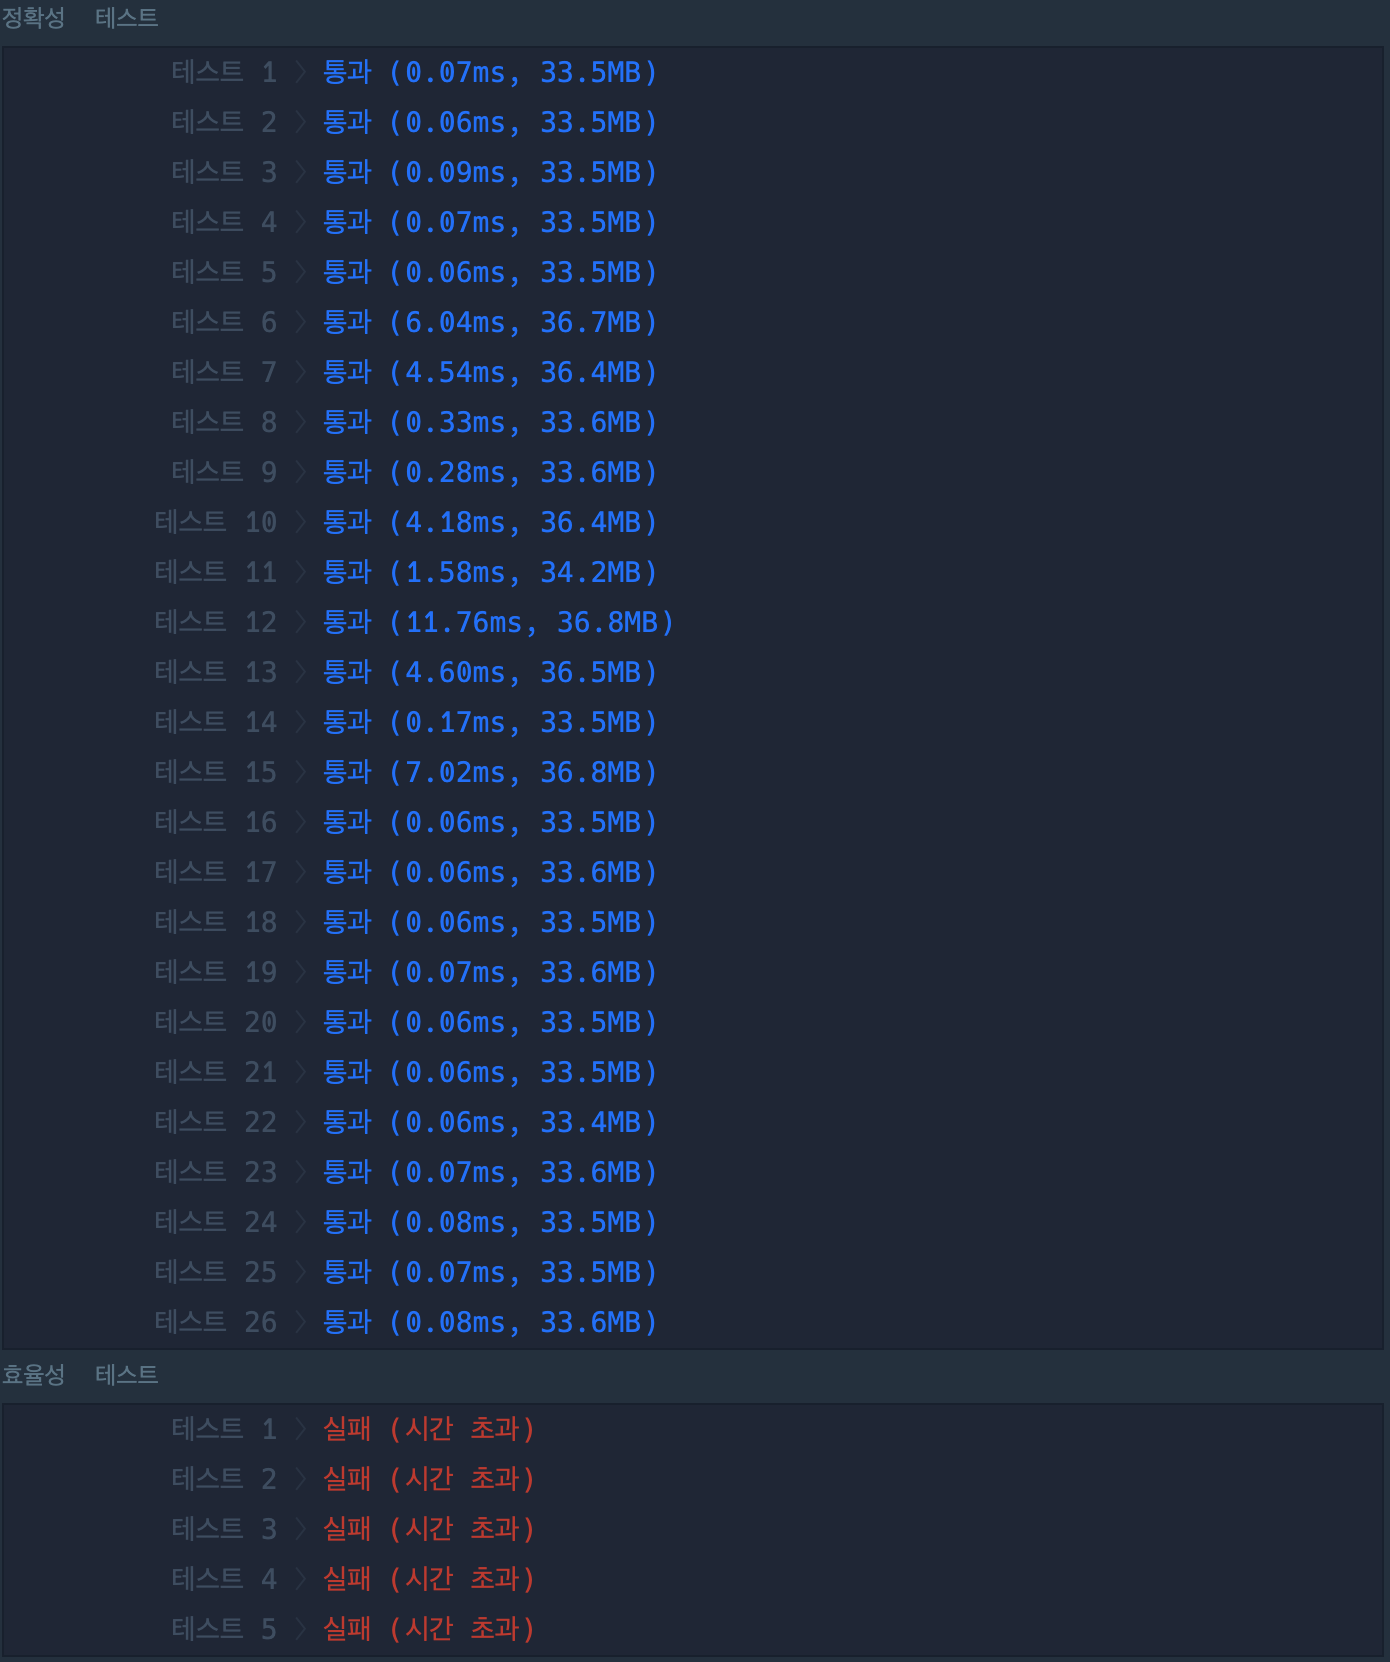 정확성 테스트
테스트 1 〉 통과 (0.07ms, 33.5MB)
테스트 2 〉 통과 (0.06ms, 33.5MB)
테스트 3 〉 통과 (0.09ms, 33.5MB)
테스트 4 〉 통과 (0.07ms, 33.5MB)
테스트 5 〉 통과 (0.06ms, 33.5MB)
테스트 6 〉 통과 (6.04ms, 36.7MB)
테스트 7 〉 통과 (4.54ms, 36.4MB)
테스트 8 〉 통과 (0.33ms, 33.6MB)
테스트 9 〉 통과 (0.28ms, 33.6MB)
테스트 10 〉 통과 (4.18ms, 36.4MB)
테스트 11 〉 통과 (1.58ms, 34.2MB)
테스트 12 〉 통과 (11.76ms, 36.8MB)
테스트 13 〉 통과 (4.60ms, 36.5MB)
테스트 14 〉 통과 (0.17ms, 33.5MB)
테스트 15 〉 통과 (7.02ms, 36.8MB)
테스트 16 〉 통과 (0.06ms, 33.5MB)
테스트 17 〉 통과 (0.06ms, 33.6MB)
테스트 18 〉 통과 (0.06ms, 33.5MB)
테스트 19 〉 통과 (0.07ms, 33.6MB)
테스트 20 〉 통과 (0.06ms, 33.5MB)
테스트 21 〉 통과 (0.06ms, 33.5MB)
테스트 22 〉 통과 (0.06ms, 33.4MB)
테스트 23 〉 통과 (0.07ms, 33.6MB)
테스트 24 〉 통과 (0.08ms, 33.5MB)
테스트 25 〉 통과 (0.07ms, 33.5MB)
테스트 26 〉 통과 (0.08ms, 33.6MB)
효율성 테스트
테스트 1 〉 실패 (시간 초과)
테스트 2 〉 실패 (시간 초과)
테스트 3 〉 실패 (시간 초과)
테스트 4 〉 실패 (시간 초과)
테스트 5 〉 실패 (시간 초과)